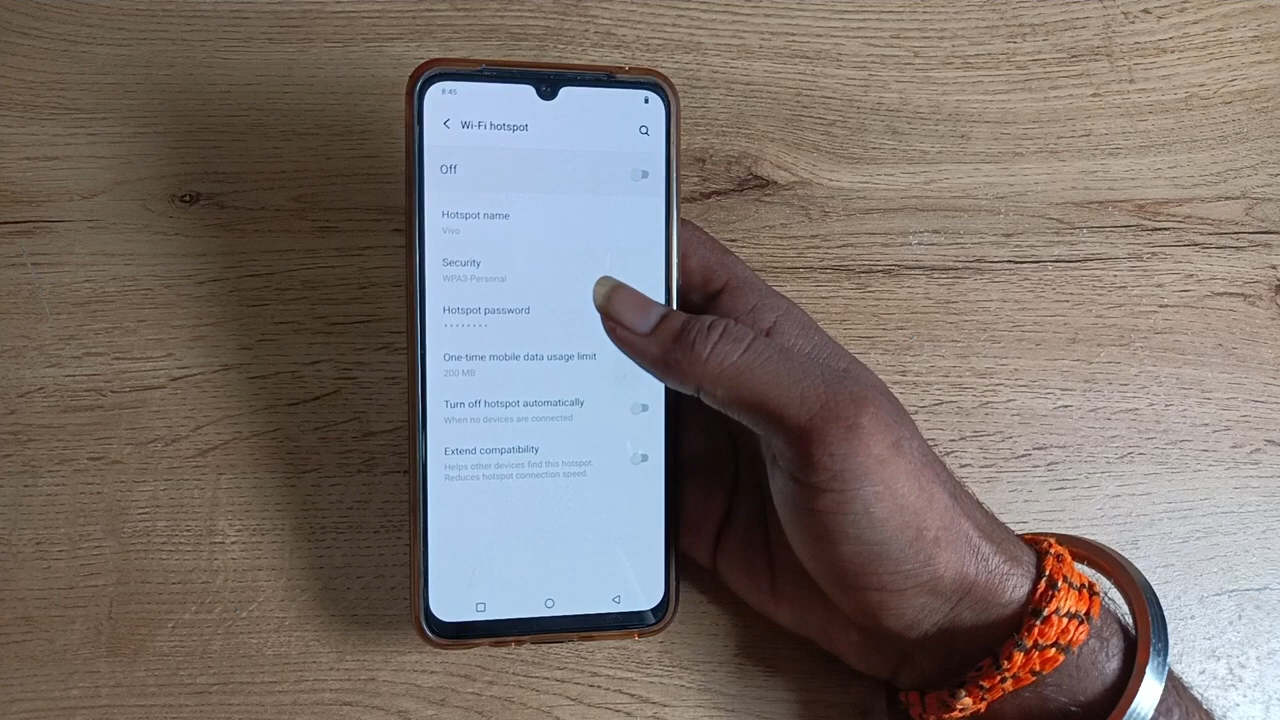 8:45
Wi-Fi hotspot
Off
Hotspot name
Vivo
Security
WPA3-Personal
Hotspot password
········
One-time mobile data usage limit
200 MB
Turn off hotspot automatically
When no devices are connected
Extend compatibility
Helps other devices find this hotspot.
Reduces hotspot connection speed.